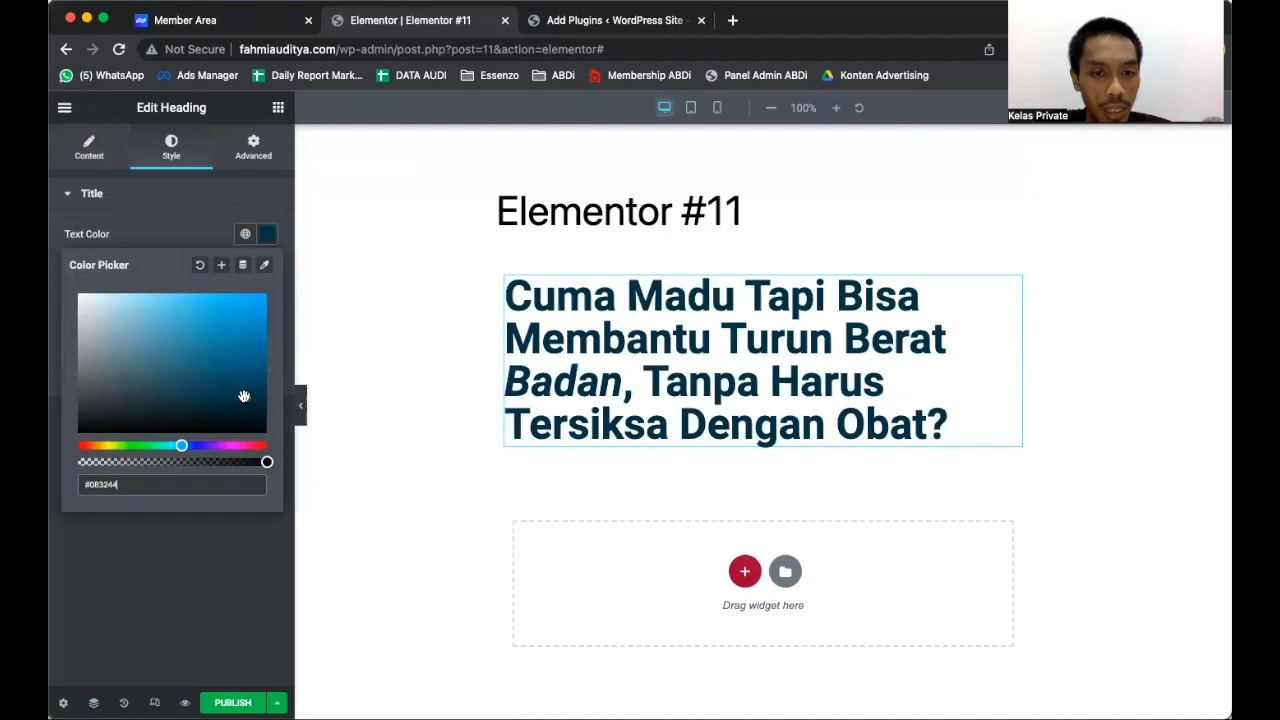 Member Area
Elementor | Elementor #11
Add Plugins ‹ WordPress Site -
Not Secure
fahmiauditya.com/wp-admin/post.php?post=11&action=elementor#
(5) WhatsApp
Ads Manager
Daily Report Mark...
DATA AUDI
Essenzo
ABDi
Membership ABDi
Panel Admin ABDi
Konten Advertising
Kelas Private
Edit Heading
100%
Content
Style
Advanced
Title
Text Color
Color Picker
#0B3244
Elementor #11
Cuma Madu Tapi Bisa
Membantu Turun Berat
Badan, Tanpa Harus
Tersiksa Dengan Obat?
Drag widget here
PUBLISH